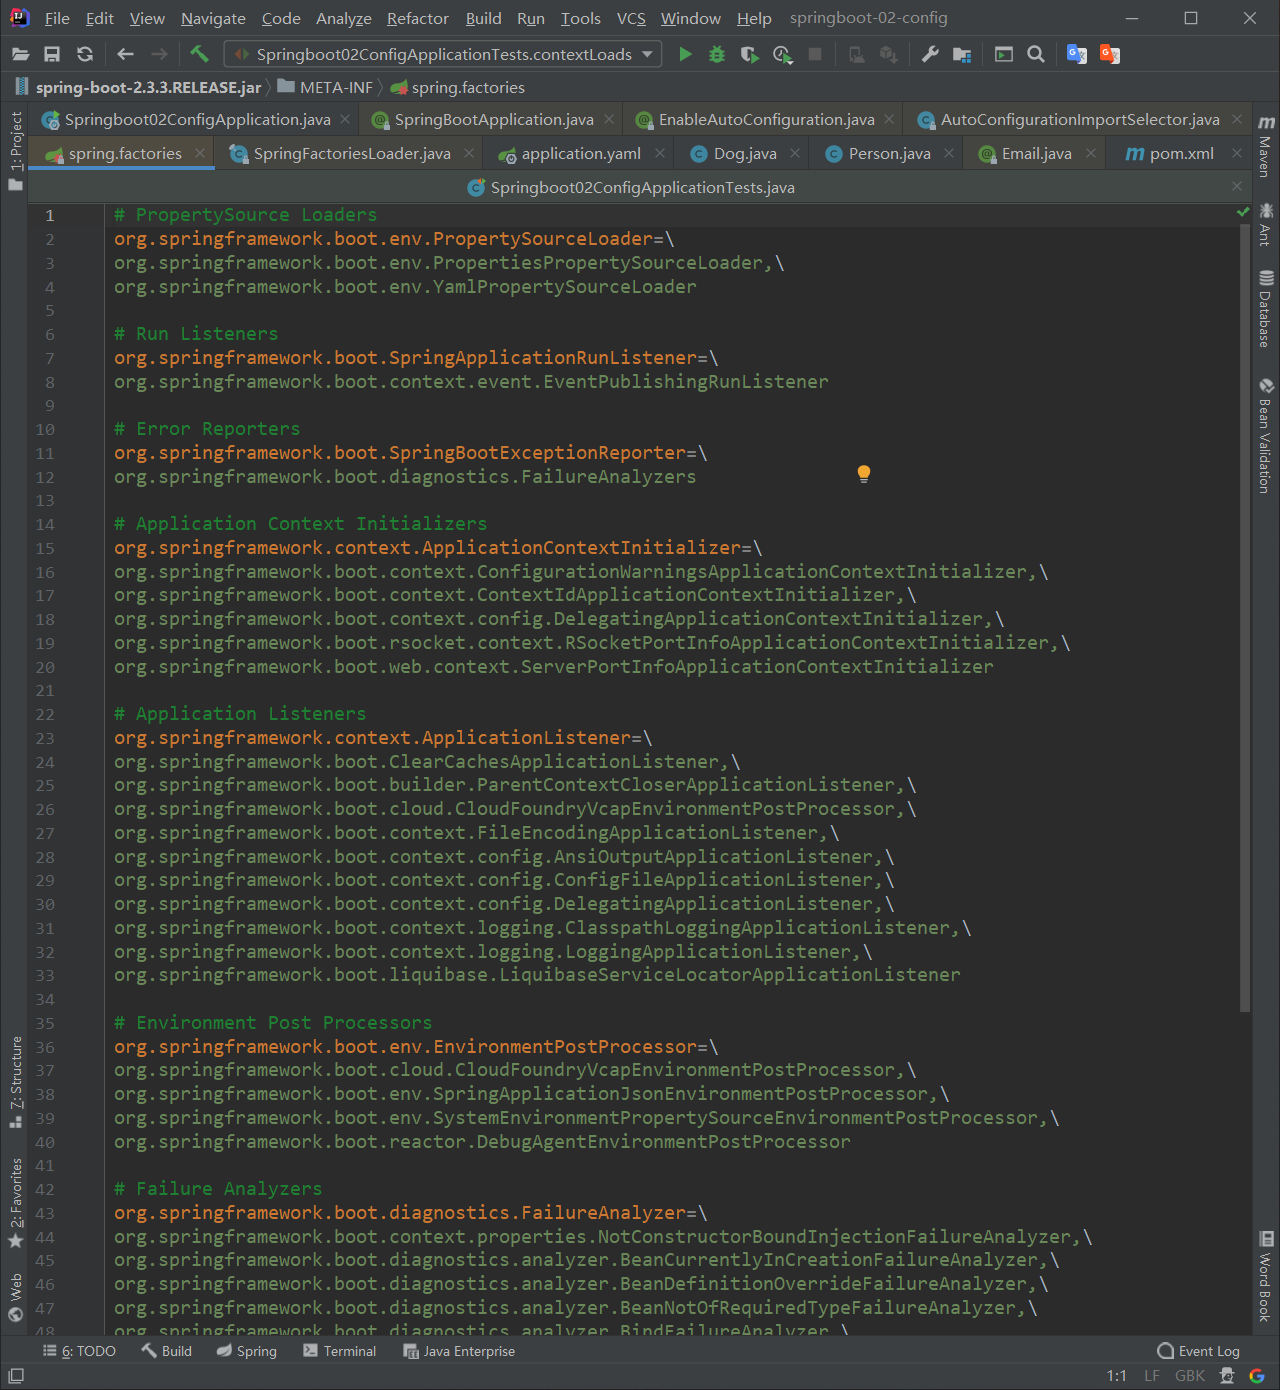 File Edit View Navigate Code Analyze Refactor Build Run Tools VCS Window Help springboot-02-config
Springboot02ConfigApplicationTests.contextLoads
spring-boot-2.3.3.RELEASE.jar META-INF spring.factories
Springboot02ConfigApplication.java SpringBootApplication.java EnableAutoConfiguration.java AutoConfigurationImportSelector.java
spring.factories SpringFactoriesLoader.java application.yaml Dog.java Person.java Email.java pom.xml
Springboot02ConfigApplicationTests.java
1: Project
7: Structure
2: Favorites
Web
1 # PropertySource Loaders
2 org.springframework.boot.env.PropertySourceLoader=\
3 org.springframework.boot.env.PropertiesPropertySourceLoader,\
4 org.springframework.boot.env.YamlPropertySourceLoader
5
6 # Run Listeners
7 org.springframework.boot.SpringApplicationRunListener=\
8 org.springframework.boot.context.event.EventPublishingRunListener
9
10 # Error Reporters
11 org.springframework.boot.SpringBootExceptionReporter=\
12 org.springframework.boot.diagnostics.FailureAnalyzers
13
14 # Application Context Initializers
15 org.springframework.context.ApplicationContextInitializer=\
16 org.springframework.boot.context.ConfigurationWarningsApplicationContextInitializer,\
17 org.springframework.boot.context.ContextIdApplicationContextInitializer,\
18 org.springframework.boot.context.config.DelegatingApplicationContextInitializer,\
19 org.springframework.boot.rsocket.context.RSocketPortInfoApplicationContextInitializer,\
20 org.springframework.boot.web.context.ServerPortInfoApplicationContextInitializer
21
22 # Application Listeners
23 org.springframework.context.ApplicationListener=\
24 org.springframework.boot.ClearCachesApplicationListener,\
25 org.springframework.boot.builder.ParentContextCloserApplicationListener,\
26 org.springframework.boot.cloud.CloudFoundryVcapEnvironmentPostProcessor,\
27 org.springframework.boot.context.FileEncodingApplicationListener,\
28 org.springframework.boot.context.config.AnsiOutputApplicationListener,\
29 org.springframework.boot.context.config.ConfigFileApplicationListener,\
30 org.springframework.boot.context.config.DelegatingApplicationListener,\
31 org.springframework.boot.context.logging.ClasspathLoggingApplicationListener,\
32 org.springframework.boot.context.logging.LoggingApplicationListener,\
33 org.springframework.boot.liquibase.LiquibaseServiceLocatorApplicationListener
34
35 # Environment Post Processors
36 org.springframework.boot.env.EnvironmentPostProcessor=\
37 org.springframework.boot.cloud.CloudFoundryVcapEnvironmentPostProcessor,\
38 org.springframework.boot.env.SpringApplicationJsonEnvironmentPostProcessor,\
39 org.springframework.boot.env.SystemEnvironmentPropertySourceEnvironmentPostProcessor,\
40 org.springframework.boot.reactor.DebugAgentEnvironmentPostProcessor
41
42 # Failure Analyzers
43 org.springframework.boot.diagnostics.FailureAnalyzer=\
44 org.springframework.boot.context.properties.NotConstructorBoundInjectionFailureAnalyzer,\
45 org.springframework.boot.diagnostics.analyzer.BeanCurrentlyInCreationFailureAnalyzer,\
46 org.springframework.boot.diagnostics.analyzer.BeanDefinitionOverrideFailureAnalyzer,\
47 org.springframework.boot.diagnostics.analyzer.BeanNotOfRequiredTypeFailureAnalyzer,\
48 org.springframework.boot.diagnostics.analyzer.BindFailureAnalyzer,\
Maven
Ant
Database
Bean Validation
Word Book
6: TODO Build Spring Terminal Java Enterprise Event Log
1:1 LF GBK